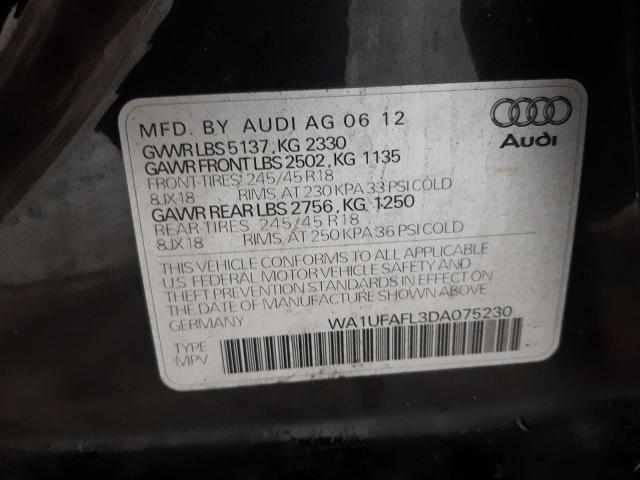 MFD. BY AUDI AG 06 12
Audi
GVWR LBS 5137, KG 2330
GAWR FRONT LBS 2502, KG 1135
FRONT-TIRES: 245/45 R18
8JX18 RIMS, AT 230 KPA 33 PSI COLD
GAWR REAR LBS 2756, KG 1250
REAR-TIRES: 245/45 R18
8JX18 RIMS, AT 250 KPA 36 PSI COLD
THIS VEHICLE CONFORMS TO ALL APPLICABLE
U.S FEDERAL MOTOR VEHICLE SAFETY AND
THEFT PREVENTION STANDARDS IN EFFECT ON
THE DATE OF MANUFACTURE SHOWN ABOVE.
GERMANY WA1UFAFL3DA075230
TYPE
MPV